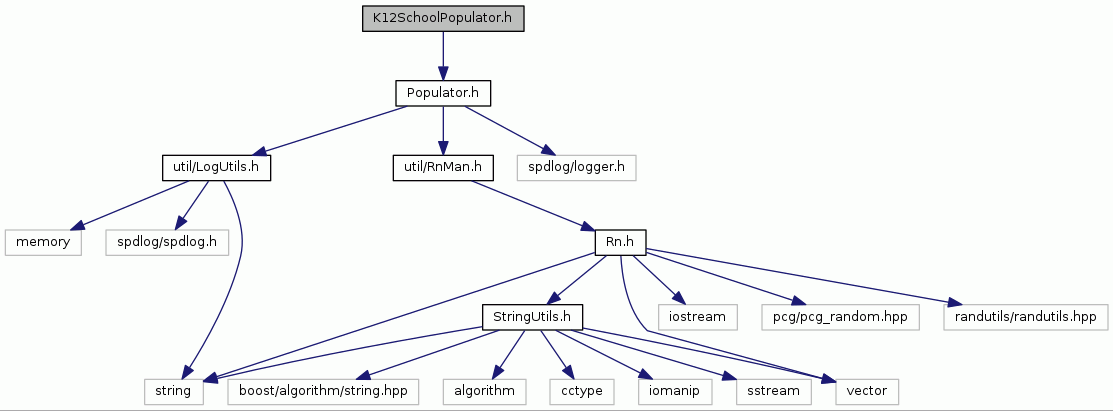 K12SchoolPopulator.h
Populator.h
util/LogUtils.h
util/RnMan.h
spdlog/logger.h
memory
spdlog/spdlog.h
Rn.h
StringUtils.h
iostream
pcg/pcg_random.hpp
randutils/randutils.hpp
string
boost/algorithm/string.hpp
algorithm
cctype
iomanip
sstream
vector